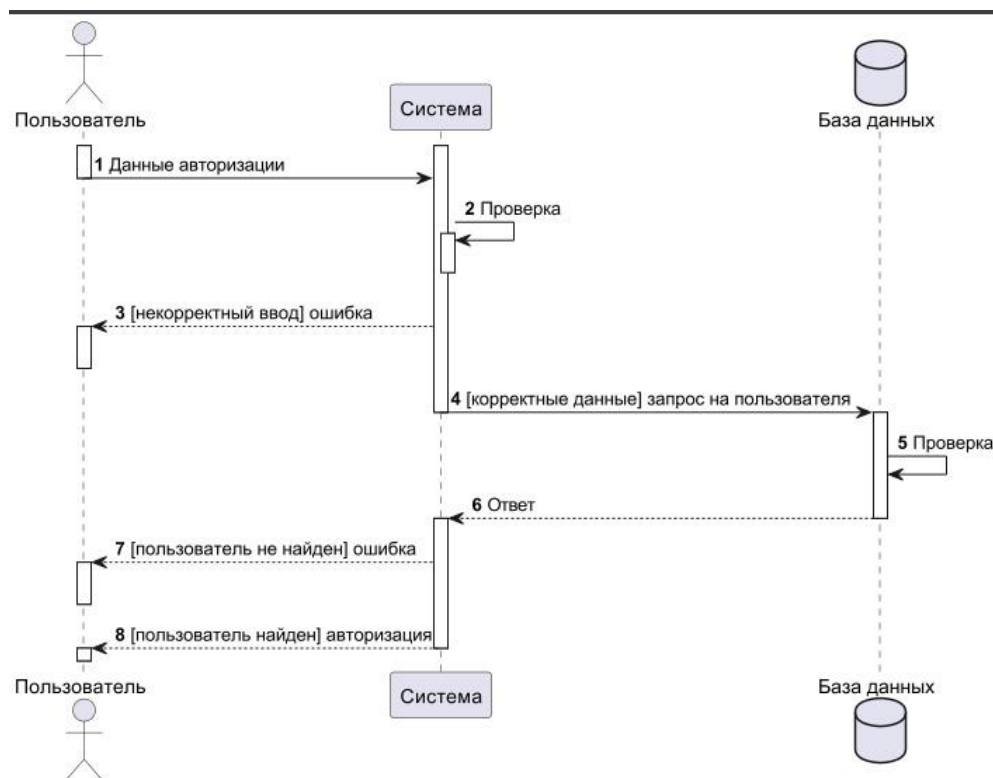 Пользователь
Система
База данных
1 Данные авторизации
2 Проверка
3 [некорректный ввод] ошибка
4 [корректные данные] запрос на пользователя
5 Проверка
6 Ответ
7 [пользователь не найден] ошибка
8 [пользователь найден] авторизация
Пользователь
Система
База данных